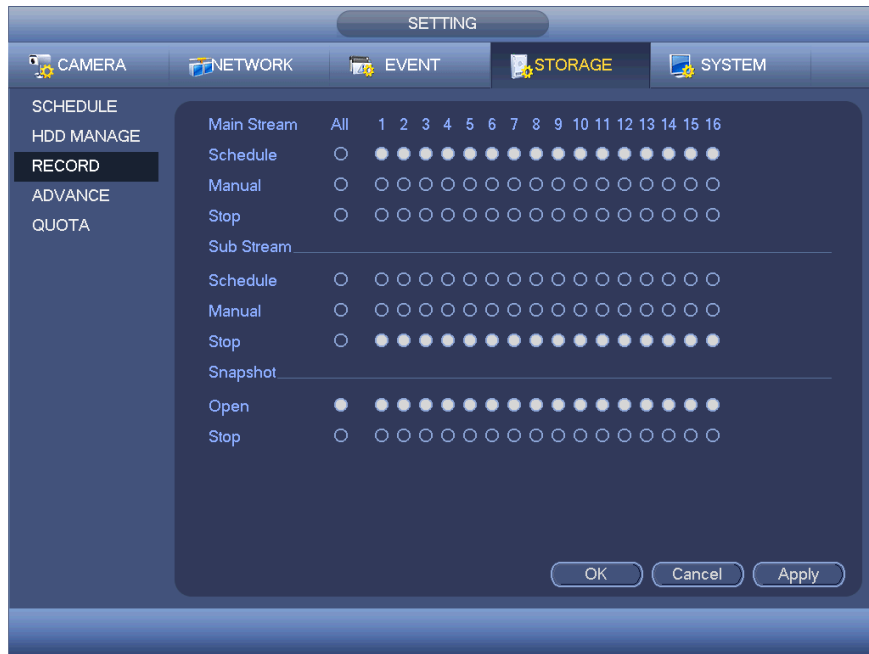 SETTING
CAMERA NETWORK EVENT STORAGE SYSTEM
SCHEDULE
HDD MANAGE
RECORD
ADVANCE
QUOTA
Main Stream All 1 2 3 4 5 6 7 8 9 10 11 12 13 14 15 16
Schedule
Manual
Stop
Sub Stream
Schedule
Manual
Stop
Snapshot
Open
Stop
OK Cancel Apply